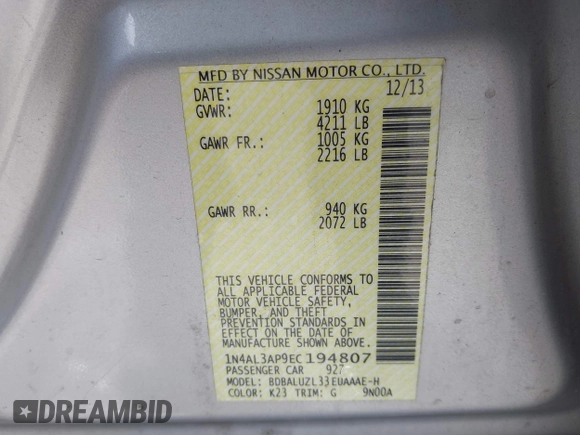 MFD BY NISSAN MOTOR CO., LTD.
DATE: 12/13
GVWR: 1910 KG
4211 LB
GAWR FR.: 1005 KG
2216 LB
GAWR RR.: 940 KG
2072 LB
THIS VEHICLE CONFORMS TO
ALL APPLICABLE FEDERAL
MOTOR VEHICLE SAFETY,
BUMPER, AND THEFT
PREVENTION STANDARDS IN
EFFECT ON THE DATE OF
MANUFACTURE SHOWN ABOVE.
1N4AL3AP9EC194807
PASSENGER CAR 927
MODEL: BDBALUZL33EUAAAE-H
COLOR: K23 TRIM: G 9N00A
DREAMBID